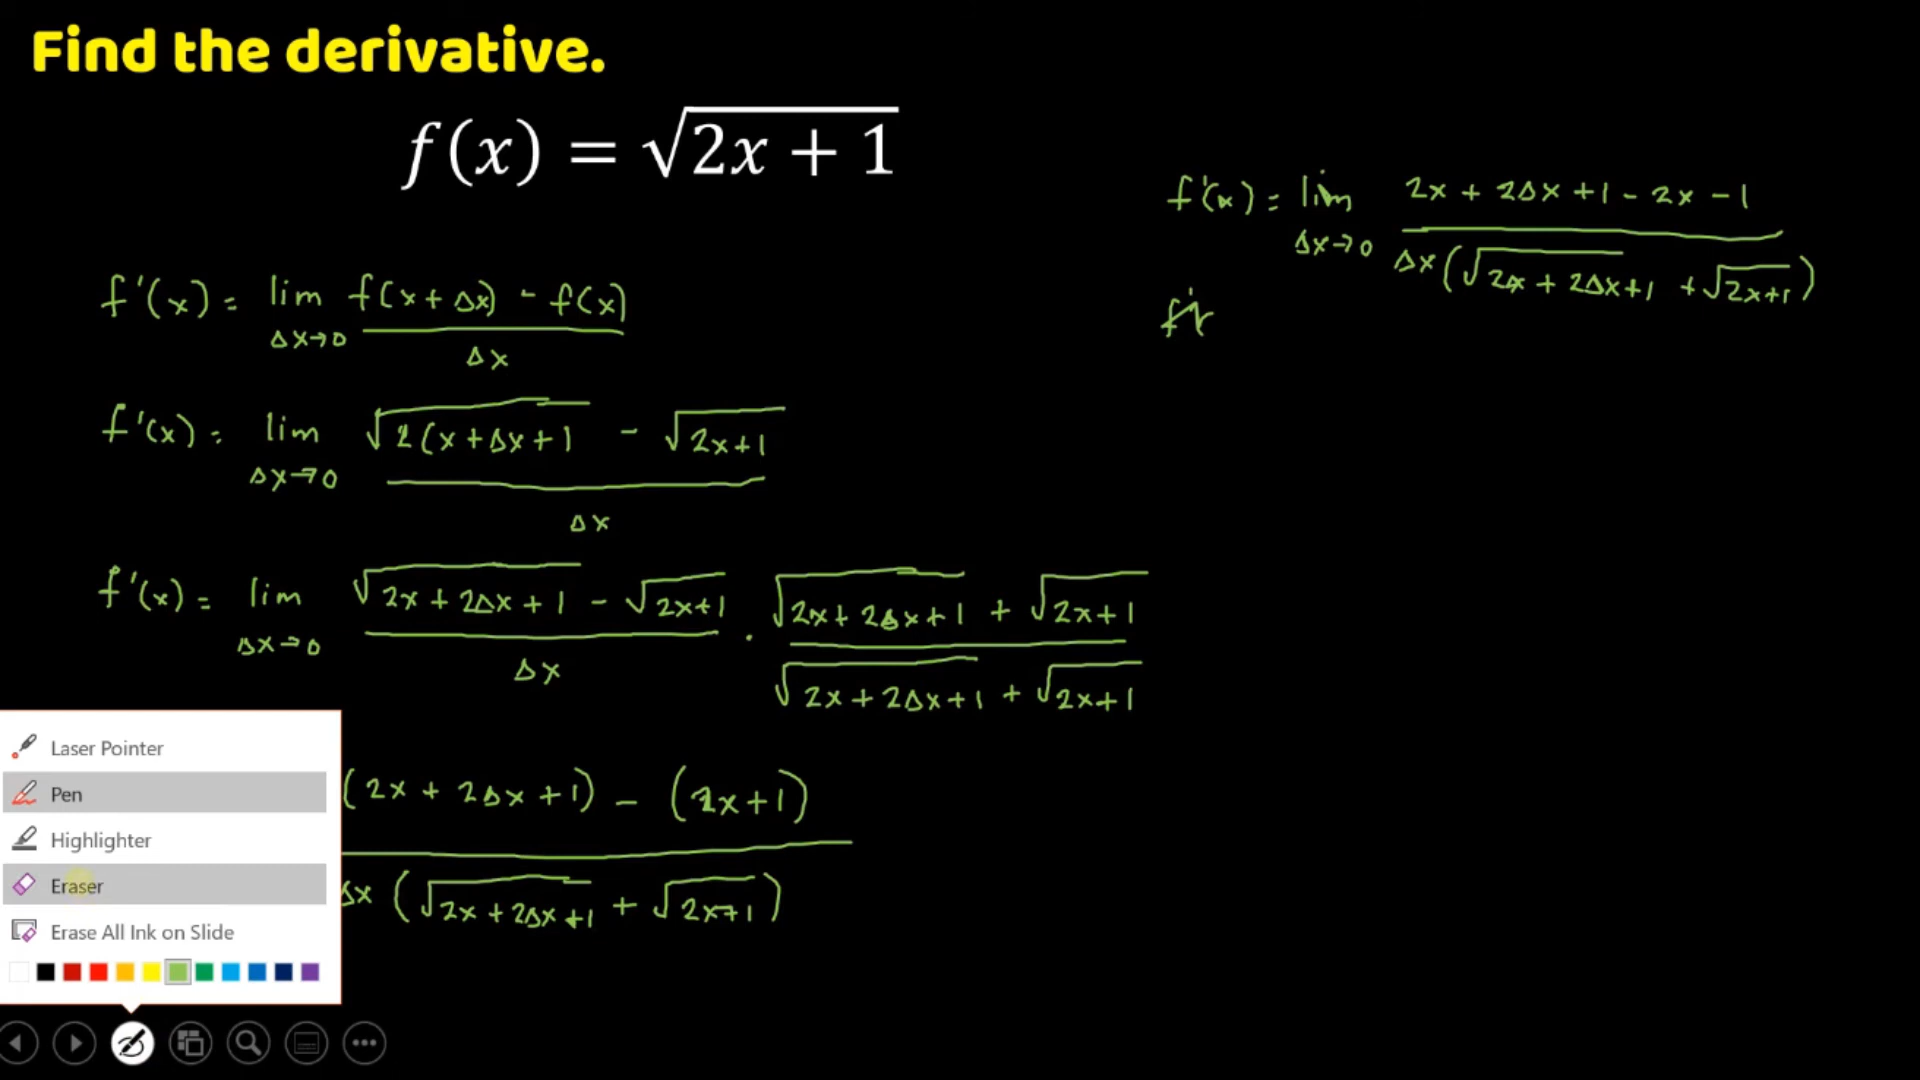 Find the derivative.
f(x) = √(2x + 1)
f'(x) = lim f(x+Δx) - f(x)
Δx→0 Δx
f'(x) = lim √2(x+Δx+1 - √2x+1
Δx→0 Δx
f'(x) = lim √2x+2Δx+1 - √2x+1 . √2x+2Δx+1 + √2x+1
Δx→0 Δx √2x+2Δx+1 + √2x+1
(2x + 2Δx + 1) - (2x+1)
Δx (√2x+2Δx+1 + √2x+1)
f'(x) = lim 2x + 2Δx + 1 - 2x - 1
Δx→0 Δx(√2x + 2Δx+1 + √2x+1)
Laser Pointer
Pen
Highlighter
Eraser
Erase All Ink on Slide